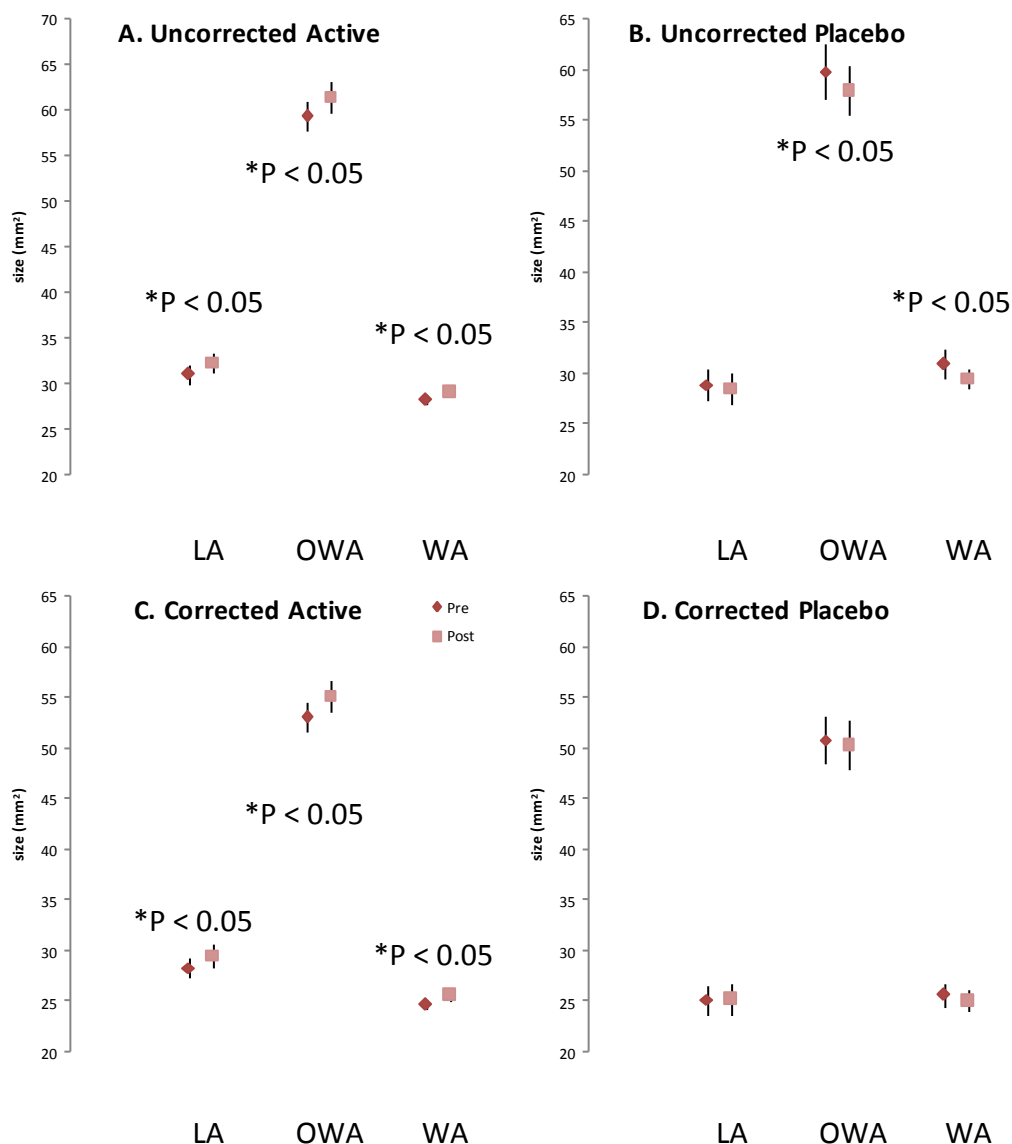 A. Uncorrected Active
70
65
60
55
50
45
40
35
30
25
20
size (mm²)
*P < 0.05
*P < 0.05
*P < 0.05
LA OWA WA
B. Uncorrected Placebo
65
60
55
50
45
40
35
30
25
20
size (mm²)
*P < 0.05
*P < 0.05
LA OWA WA
C. Corrected Active
65
60
55
50
45
40
35
30
25
20
size (mm²)
Pre
Post
*P < 0.05
*P < 0.05
*P < 0.05
LA OWA WA
D. Corrected Placebo
65
60
55
50
45
40
35
30
25
20
size (mm²)
LA OWA WA